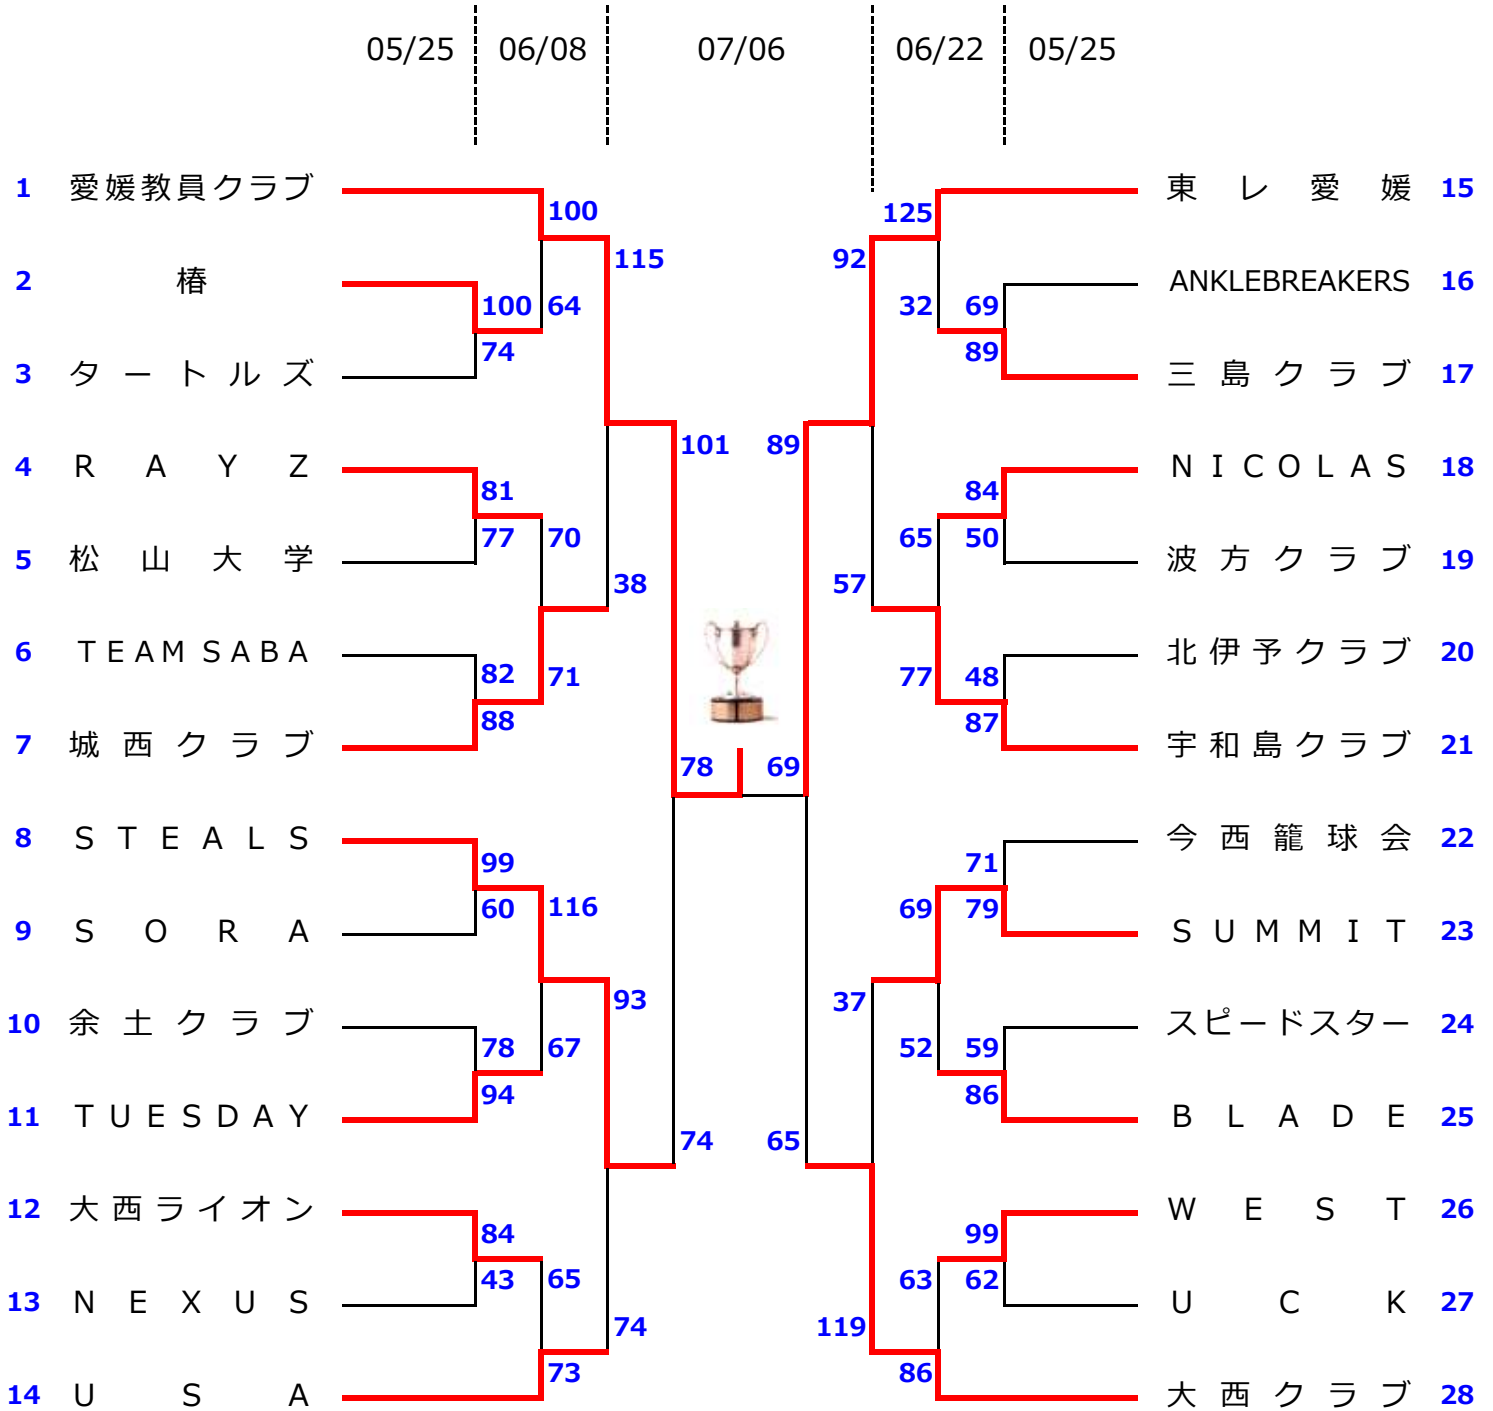 05/25 06/08 07/06 06/22 05/25
1 愛媛教員クラブ 東レ愛媛 15
100 125
115 92
2 椿 ANKLEBREAKERS 16
100 64 32 69
74 89
3 タートルズ 三島クラブ 17
101 89
4 RAYZ NICOLAS 18
81 84
77 70 65 50
5 松山大学 波方クラブ 19
38 57
6 TEAM SABA 北伊予クラブ 20
82 71 77 48
88 87
7 城西クラブ 宇和島クラブ 21
78 69
8 STEALS 今西籠球会 22
99 71
60 116 69 79
9 SORA SUMMIT 23
93 37
10 余土クラブ スピードスター 24
78 67 52 59
94 86
11 TUESDAY BLADE 25
74 65
12 大西ライオン WEST 26
84 99
43 65 63 62
13 NEXUS UCK 27
74 119
73 86
14 USA 大西クラブ 28